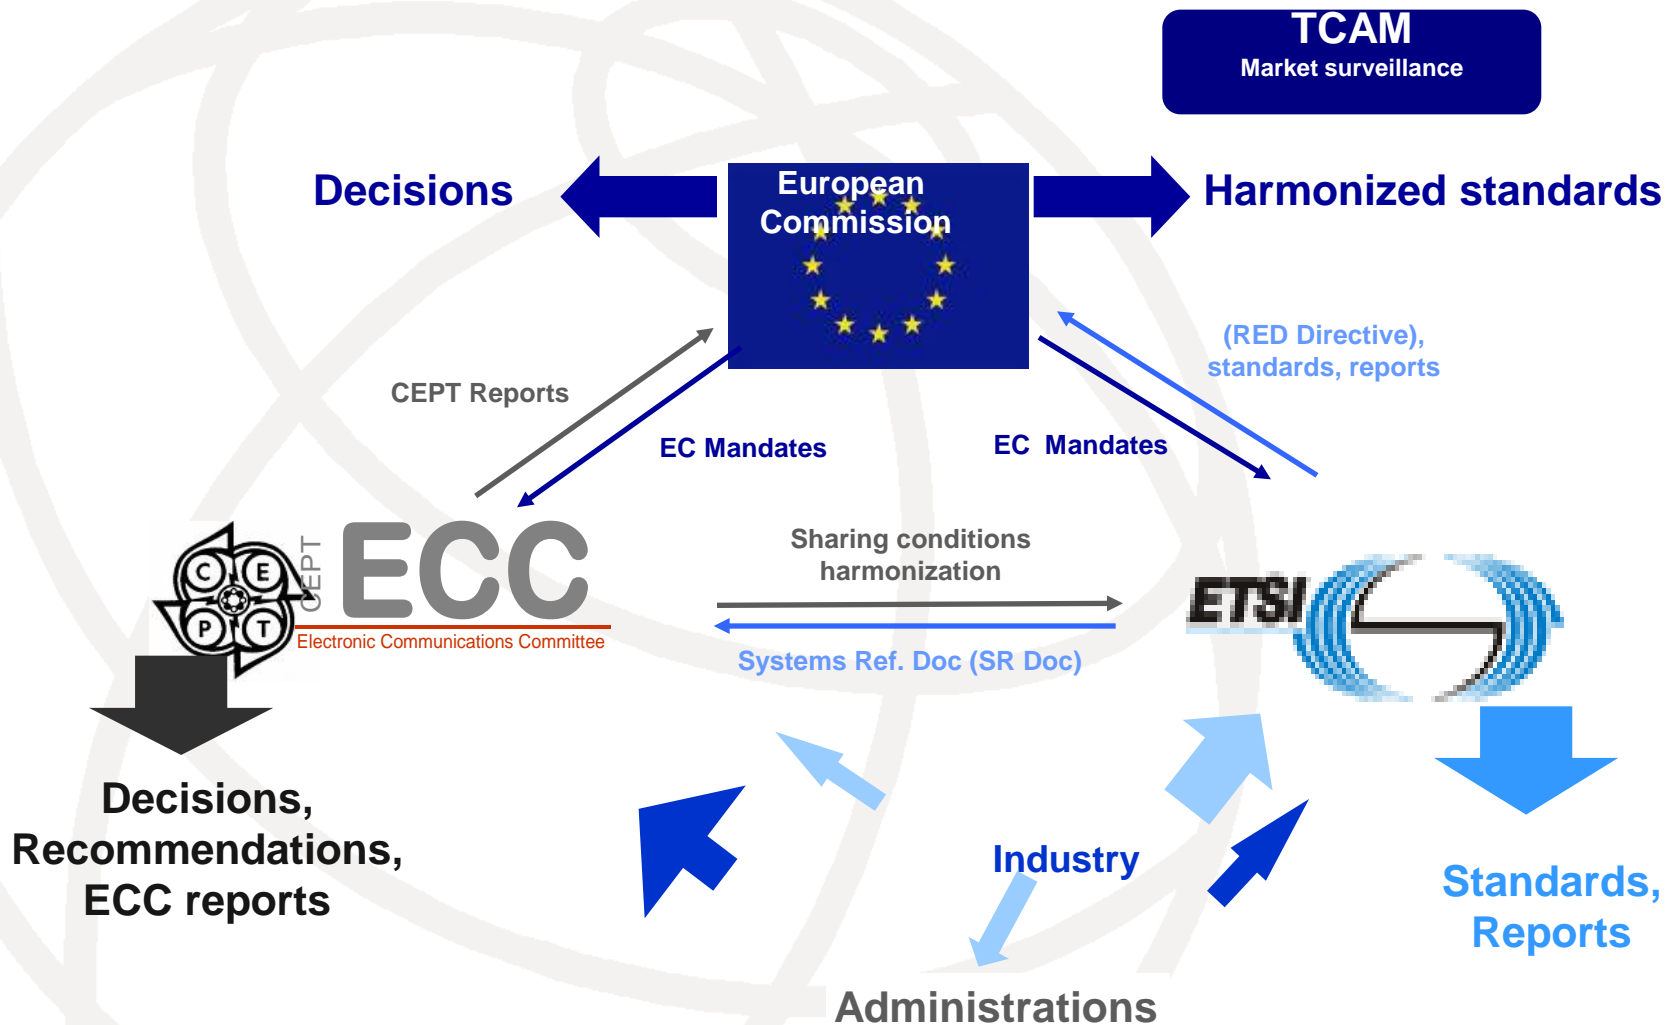 TCAM
Market surveillance
Decisions
European
Commission
Harmonized standards
(RED Directive),
standards, reports
CEPT Reports
EC Mandates
EC  Mandates
Sharing conditions
harmonization
C E
P T
CEPT
ECC
Electronic Communications Committee
ETSI
Systems Ref. Doc (SR Doc)
Decisions,
Recommendations,
ECC reports
Industry
Standards,
Reports
Administrations